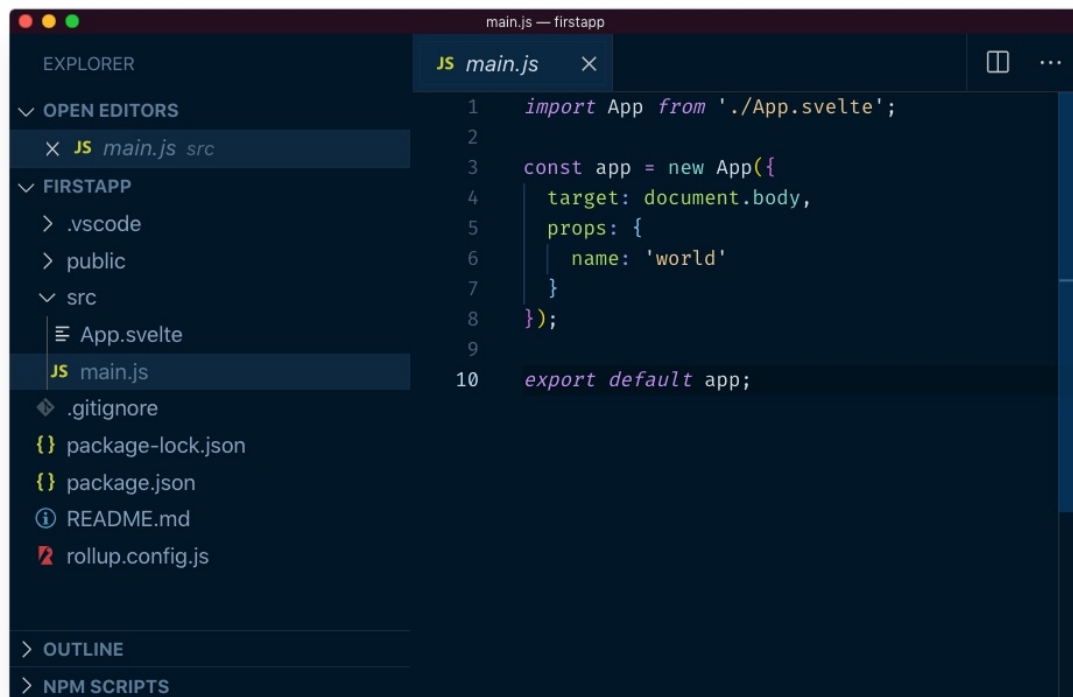 main.js — firstapp
EXPLORER
OPEN EDITORS
JS main.js src
FIRSTAPP
.vscode
public
src
App.svelte
JS main.js
.gitignore
{} package-lock.json
{} package.json
README.md
rollup.config.js
OUTLINE
NPM SCRIPTS
JS main.js
1 import App from './App.svelte';
2
3 const app = new App({
4 target: document.body,
5 props: {
6 name: 'world'
7 }
8 });
9
10 export default app;